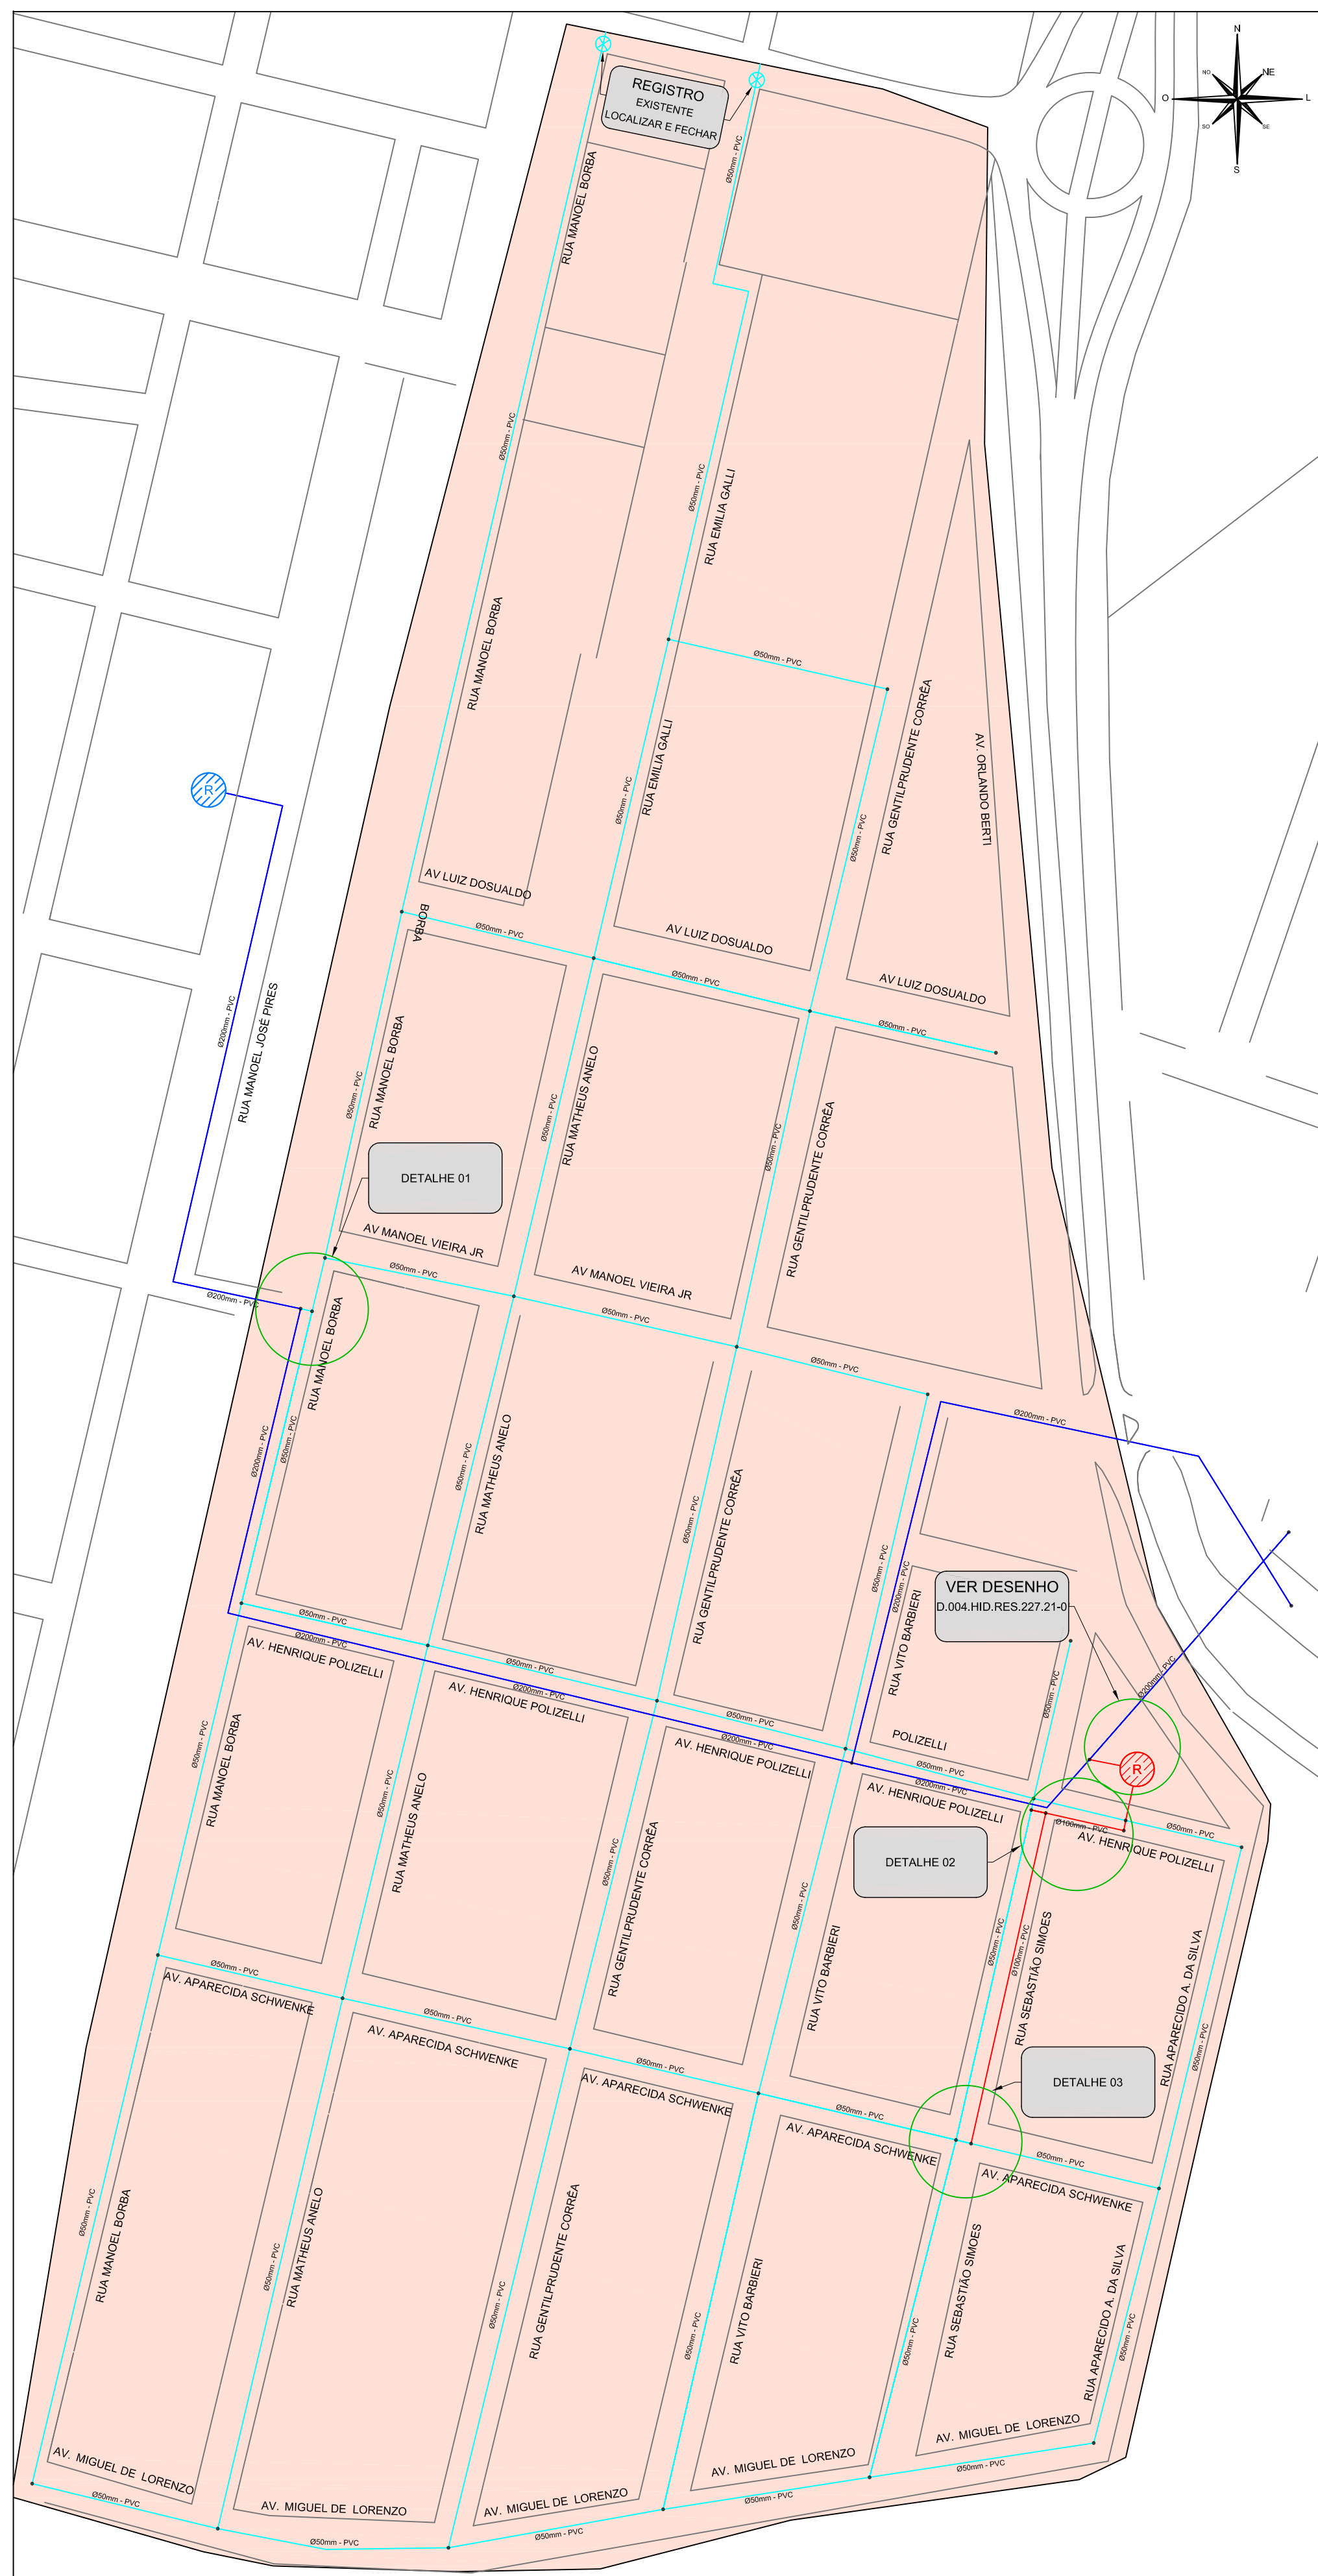 N
NO
NE
O
L
SO
SE
S
REGISTRO
EXISTENTE
LOCALIZAR E FECHAR
Ø50mm - PVC
RUA MANOEL BORBA
Ø50mm - PVC
Ø50mm - PVC
RUA EMILIA GALLI
RUA MANOEL BORBA
Ø50mm - PVC
RUA GENTILPRUDENTE CORRÊA
RUA EMILIA GALLI
AV. ORLANDO BERTI
Ø50mm - PVC
R
Ø50mm - PVC
AV LUIZ DOSUALDO
BORBA
Ø50mm - PVC
AV LUIZ DOSUALDO
Ø50mm - PVC
AV LUIZ DOSUALDO
Ø50mm - PVC
Ø200mm - PVC
RUA MANOEL JOSÉ PIRES
Ø50mm - PVC
RUA MANOEL BORBA
Ø50mm - PVC
RUA MATHEUS ANELO
Ø50mm - PVC
RUA GENTILPRUDENTE CORRÊA
DETALHE 01
AV MANOEL VIEIRA JR
Ø50mm - PVC
AV MANOEL VIEIRA JR
Ø200mm - PVC
Ø50mm - PVC
RUA MANOEL BORBA
Ø50mm - PVC
Ø200mm - PVC
Ø200mm - PVC
Ø50mm - PVC
Ø50mm - PVC
RUA MATHEUS ANELO
Ø50mm - PVC
RUA GENTILPRUDENTE CORRÊA
Ø50mm - PVC
Ø200mm - PVC
RUA VITO BARBIERI
VER DESENHO
D.004.HID.RES.227.21-0
Ø50mm - PVC
Ø200mm - PVC
AV. HENRIQUE POLIZELLI
Ø50mm - PVC
Ø200mm - PVC
AV. HENRIQUE POLIZELLI
Ø50mm - PVC
Ø200mm - PVC
AV. HENRIQUE POLIZELLI
POLIZELLI
Ø50mm - PVC
Ø200mm - PVC
AV. HENRIQUE POLIZELLI
Ø50mm - PVC
Ø200mm - PVC
R
Ø100mm - PVC
Ø50mm - PVC
AV. HENRIQUE POLIZELLI
Ø50mm - PVC
RUA MANOEL BORBA
Ø50mm - PVC
RUA MATHEUS ANELO
Ø50mm - PVC
RUA GENTILPRUDENTE CORRÊA
Ø50mm - PVC
RUA VITO BARBIERI
DETALHE 02
Ø50mm - PVC
Ø100mm - PVC
RUA SEBASTIÃO SIMOES
RUA APARECIDO A. DA SILVA
Ø50mm - PVC
Ø50mm - PVC
AV. APARECIDA SCHWENKE
Ø50mm - PVC
AV. APARECIDA SCHWENKE
Ø50mm - PVC
AV. APARECIDA SCHWENKE
Ø50mm - PVC
AV. APARECIDA SCHWENKE
DETALHE 03
Ø50mm - PVC
AV. APARECIDA SCHWENKE
Ø50mm - PVC
RUA MANOEL BORBA
Ø50mm - PVC
RUA MATHEUS ANELO
Ø50mm - PVC
RUA GENTILPRUDENTE CORRÊA
Ø50mm - PVC
RUA VITO BARBIERI
Ø50mm - PVC
RUA SEBASTIÃO SIMOES
RUA APARECIDO A. DA SILVA
Ø50mm - PVC
AV. MIGUEL DE LORENZO
Ø50mm - PVC
AV. MIGUEL DE LORENZO
Ø50mm - PVC
AV. MIGUEL DE LORENZO
Ø50mm - PVC
AV. MIGUEL DE LORENZO
Ø50mm - PVC
AV. MIGUEL DE LORENZO
Ø50mm - PVC